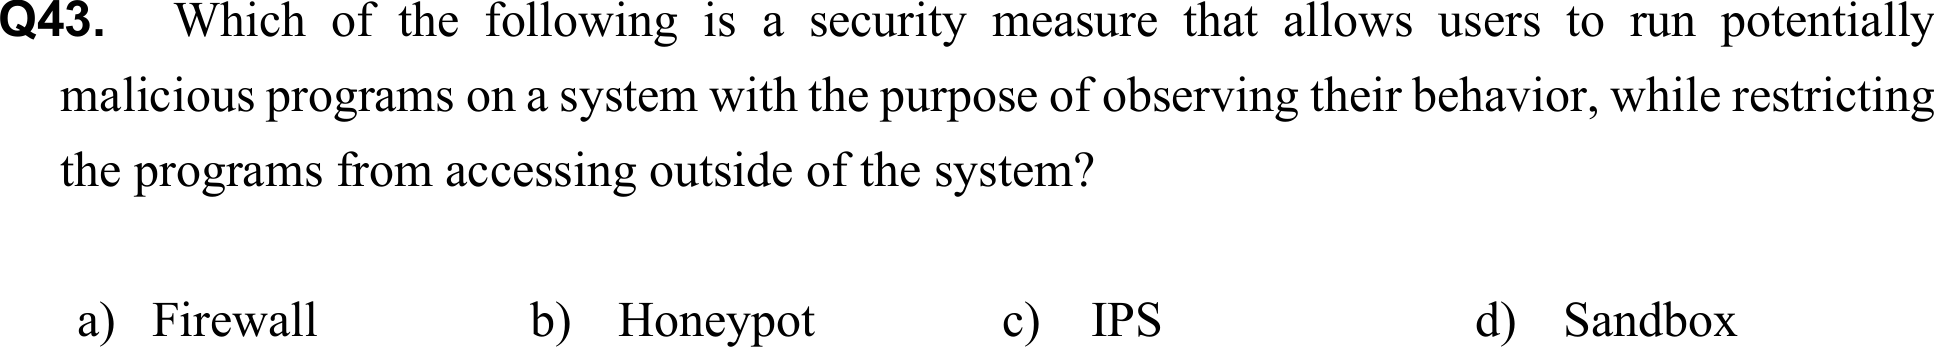 Q43. Which of the following is a security measure that allows users to run potentially
malicious programs on a system with the purpose of observing their behavior, while restricting
the programs from accessing outside of the system?
a) Firewall b) Honeypot c) IPS d) Sandbox